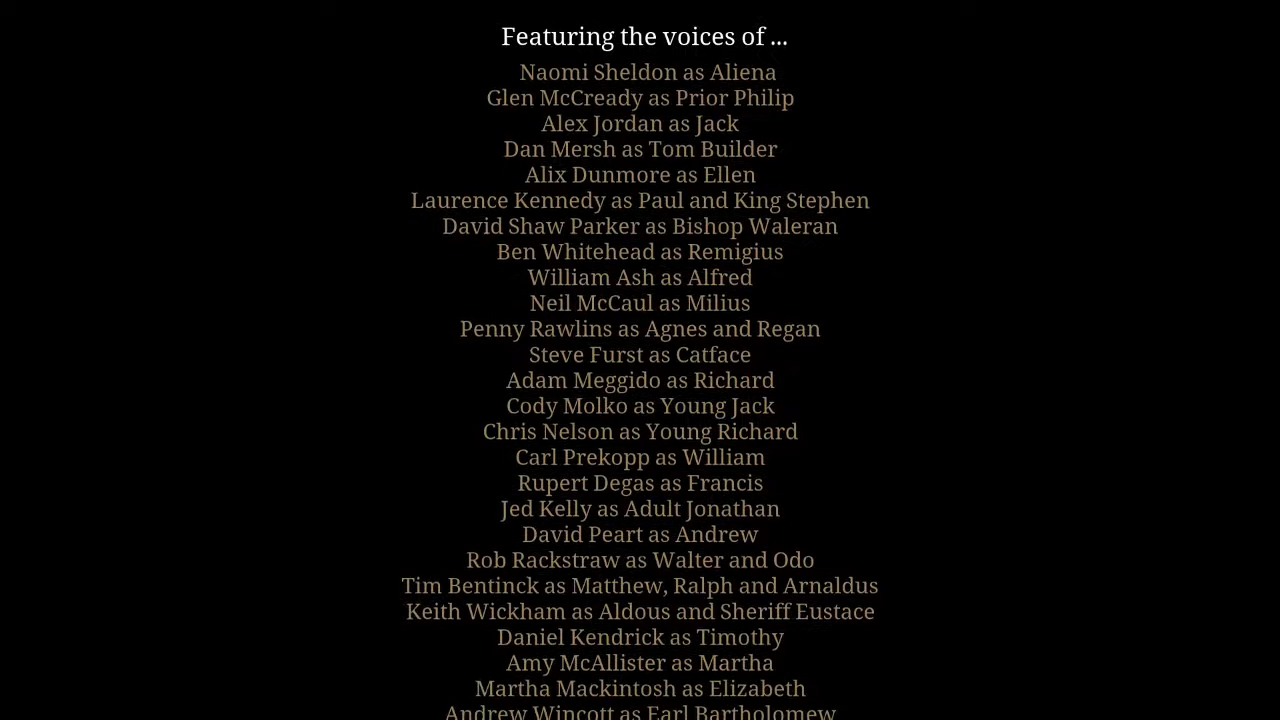 Featuring the voices of ...
Naomi Sheldon as Aliena
Glen McCready as Prior Philip
Alex Jordan as Jack
Dan Mersh as Tom Builder
Alix Dunmore as Ellen
Laurence Kennedy as Paul and King Stephen
David Shaw Parker as Bishop Waleran
Ben Whitehead as Remigius
William Ash as Alfred
Neil McCaul as Milius
Penny Rawlins as Agnes and Regan
Steve Furst as Catface
Adam Meggido as Richard
Cody Molko as Young Jack
Chris Nelson as Young Richard
Carl Prekopp as William
Rupert Degas as Francis
Jed Kelly as Adult Jonathan
David Peart as Andrew
Rob Rackstraw as Walter and Odo
Tim Bentinck as Matthew, Ralph and Arnaldus
Keith Wickham as Aldous and Sheriff Eustace
Daniel Kendrick as Timothy
Amy McAllister as Martha
Martha Mackintosh as Elizabeth
Andrew Wincott as Earl Bartholomew